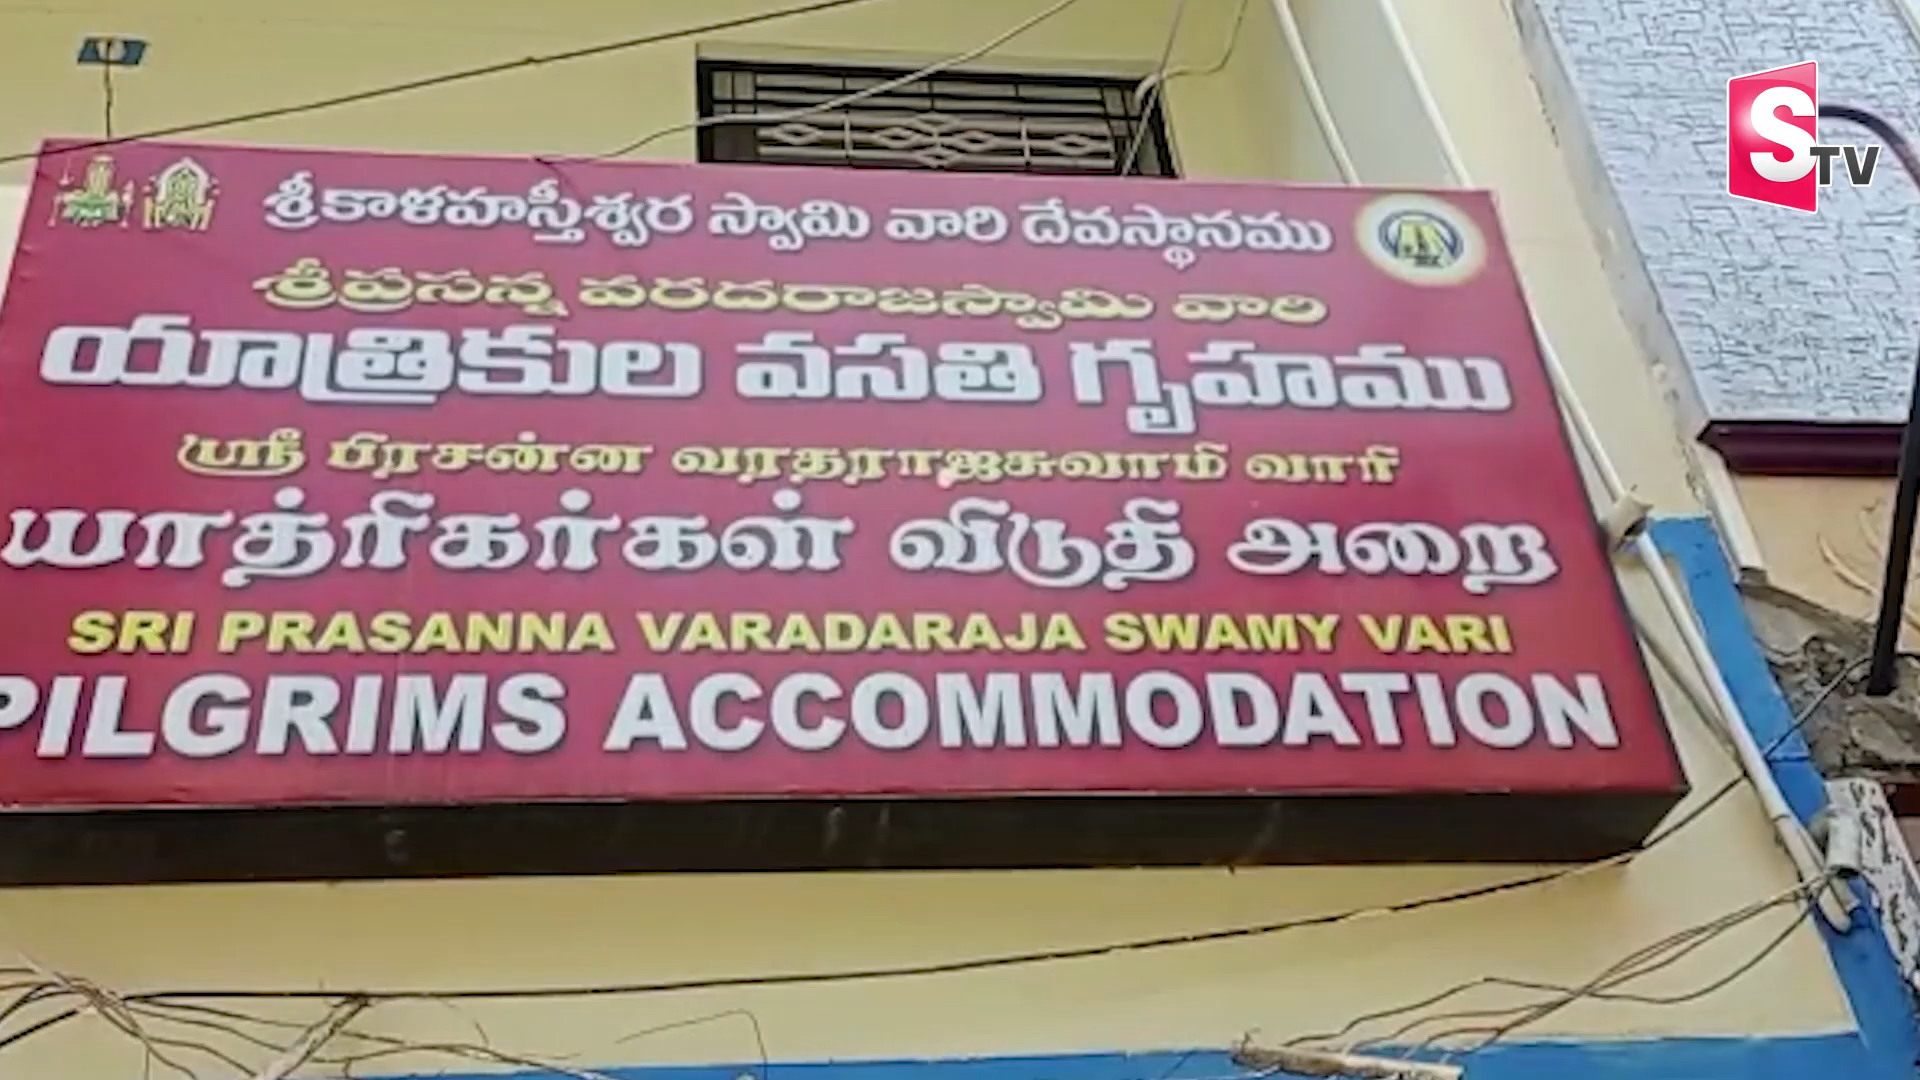 STV
శ్రీకాళహస్తీశ్వర స్వామి వారి దేవస్థానము
శ్రీప్రసన్న వరదరాజస్వామి వారి
యాత్రికుల వసతి గృహము
ஸ்ரீ பிரசன்ன வரதராஜசுவாமி வாரி
யாத்ரிகர்கள் விடுதி அறை
SRI PRASANNA VARADARAJA SWAMY VARI
PILGRIMS ACCOMMODATION